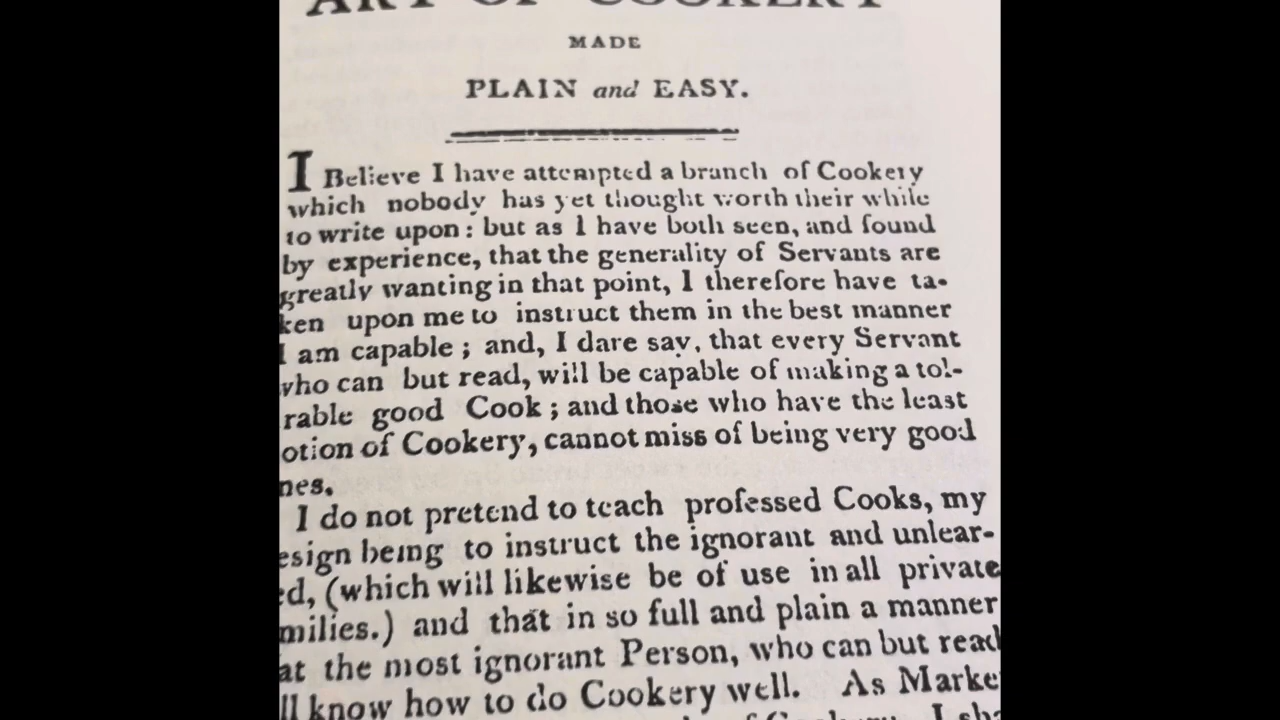 ART OF COOKERY
MADE
PLAIN and EASY.
I Believe I have attempted a branch of Cookery
which nobody has yet thought worth their while
to write upon: but as I have both seen, and found
by experience, that the generality of Servants are
greatly wanting in that point, I therefore have ta-
ken upon me to instruct them in the best manner
I am capable; and, I dare say, that every Servant
who can but read, will be capable of making a tol-
rable good Cook; and those who have the least
otion of Cookery, cannot miss of being very good
nes.
I do not pretend to teach professed Cooks, my
esign being to instruct the ignorant and unlear-
ed, (which will likewise be of use in all private
milies.) and that in so full and plain a manner
at the most ignorant Person, who can but read
ll know how to do Cookery well. As Marke
of Cookery, I sha